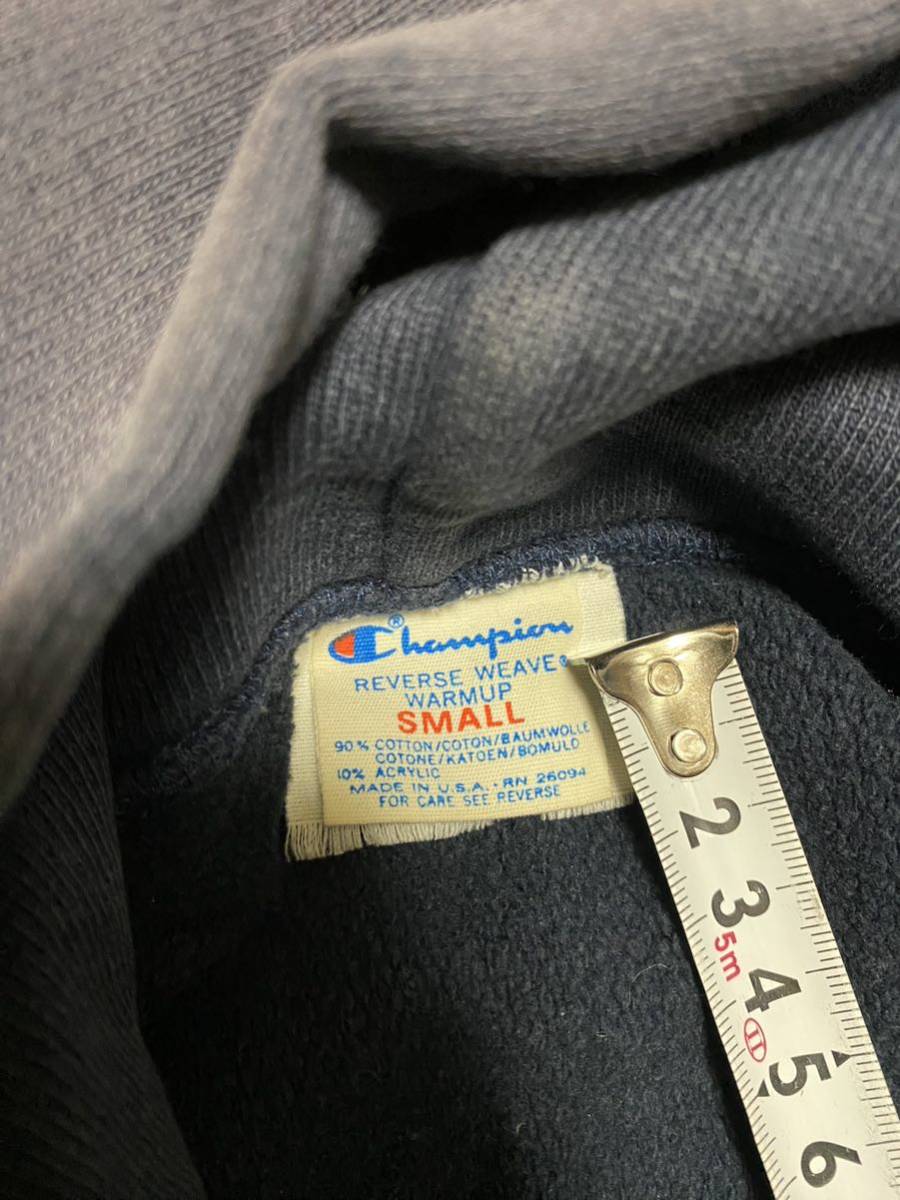 Champion®
REVERSE WEAVE®
WARMUP
SMALL
90% COTTON/COTON/BAUMWOLLE
COTONE/KATOEN/BOMULD
10% ACRYLIC
MADE IN U.S.A. · RN 26094
FOR CARE SEE REVERSE
2
3
5m
4
II
5
6